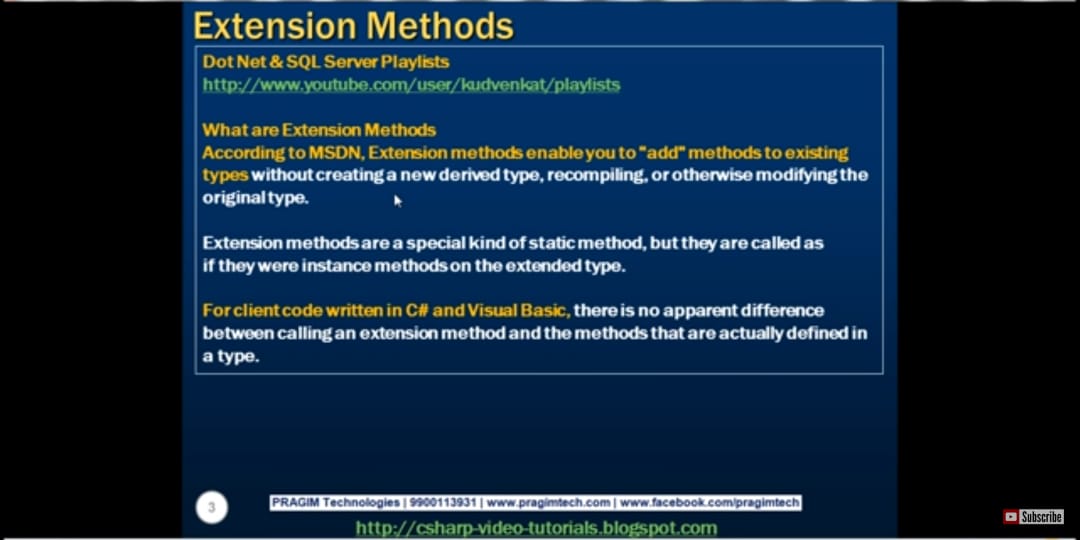 Extension Methods
Dot Net & SQL Server Playlists
http://www.youtube.com/user/kudvenkat/playlists
What are Extension Methods
According to MSDN, Extension methods enable you to "add" methods to existing
types without creating a new derived type, recompiling, or otherwise modifying the
original type.
Extension methods are a special kind of static method, but they are called as
if they were instance methods on the extended type.
For client code written in C# and Visual Basic, there is no apparent difference
between calling an extension method and the methods that are actually defined in
a type.
3
PRAGIM Technologies | 9900113931 | www.pragimtech.com | www.facebook.com/pragimtech
http://csharp-video-tutorials.blogspot.com
Subscribe